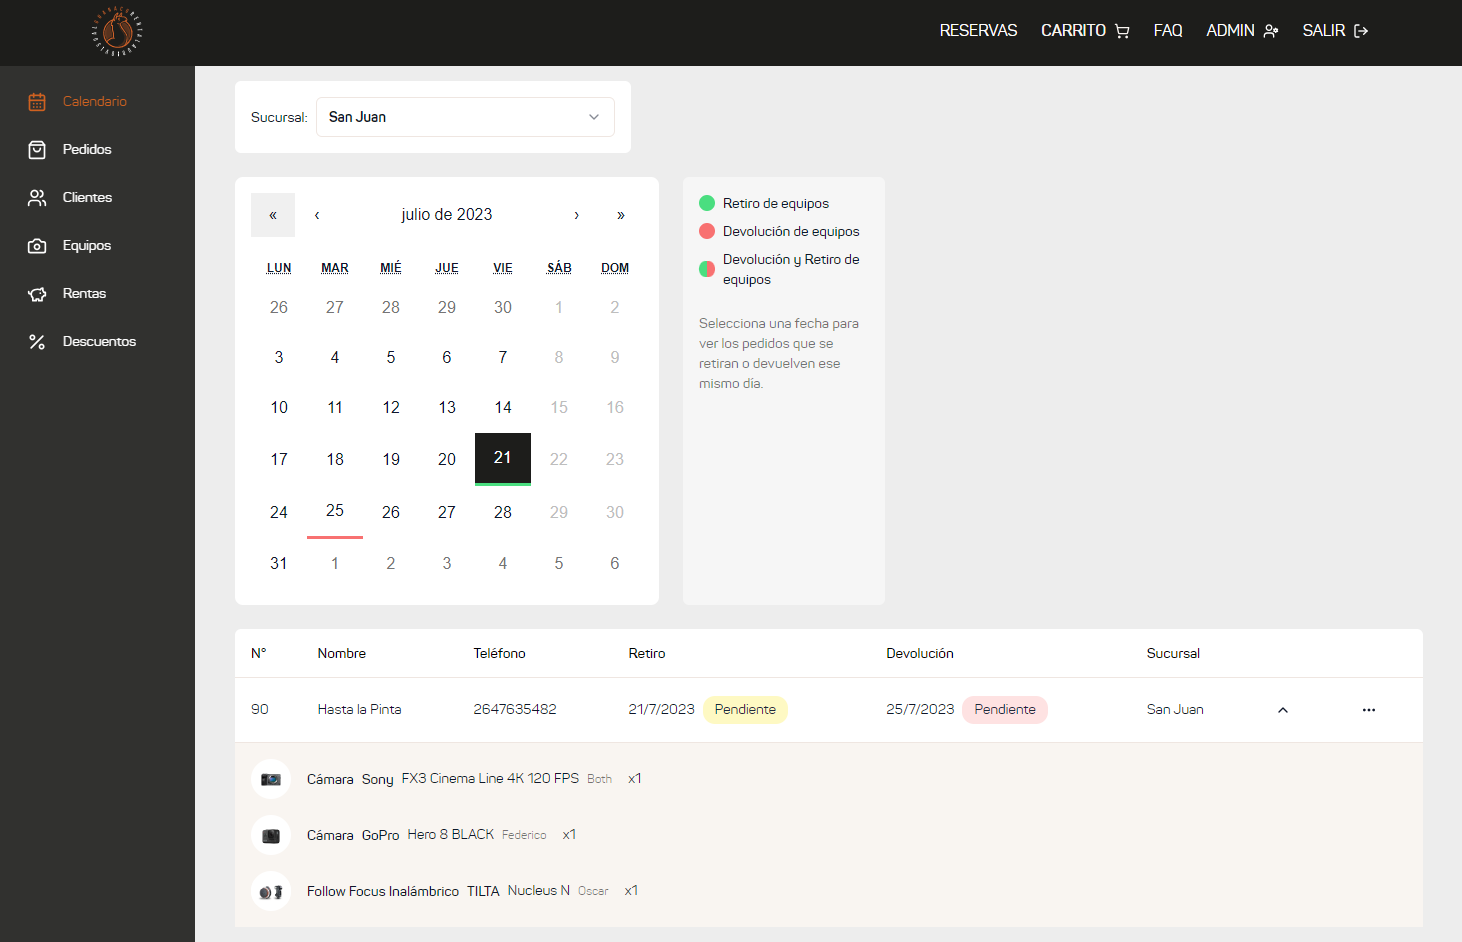 RESERVAS CARRITO FAQ ADMIN SALIR
Calendario
Pedidos
Clientes
Equipos
Rentas
Descuentos
Sucursal: San Juan
« ‹ julio de 2023 › »
LUN MAR MIÉ JUE VIE SÁB DOM
26 27 28 29 30 1 2
3 4 5 6 7 8 9
10 11 12 13 14 15 16
17 18 19 20 21 22 23
24 25 26 27 28 29 30
31 1 2 3 4 5 6
Retiro de equipos
Devolución de equipos
Devolución y Retiro de
equipos
Selecciona una fecha para
ver los pedidos que se
retiran o devuelven ese
mismo día.
N° Nombre Teléfono Retiro Devolución Sucursal
90 Hasta la Pinta 2647635482 21/7/2023 Pendiente 25/7/2023 Pendiente San Juan
Cámara Sony FX3 Cinema Line 4K 120 FPS Both x1
Cámara GoPro Hero 8 BLACK Federico x1
Follow Focus Inalámbrico TILTA Nucleus N Oscar x1